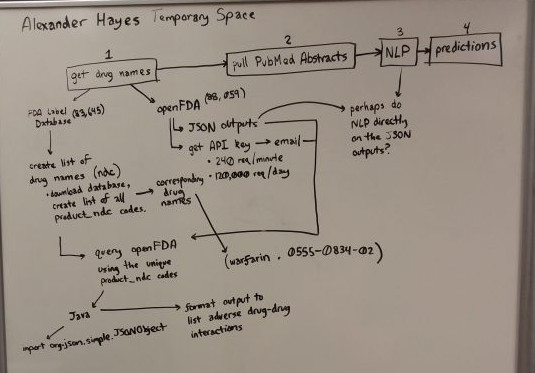 Alexander Hayes Temporary Space
1
get drug names
2
pull PubMed Abstracts
3
NLP
4
predictions
FDA Label (83,643)
Database
openFDA (88,059)
JSON outputs
get API key → email
• 240 req/minute
• 120,000 req/day
perhaps do
NLP directly
on the JSON
outputs?
create list of
drug names (ndc)
• download database,
create list of all
product_ndc codes.
corresponding
drug
names
(warfarin. 0555-0834-02)
query openFDA
using the unique
product_ndc codes
Java
import org.json.simple.JSONObject
format output to
list adverse drug-drug
interactions